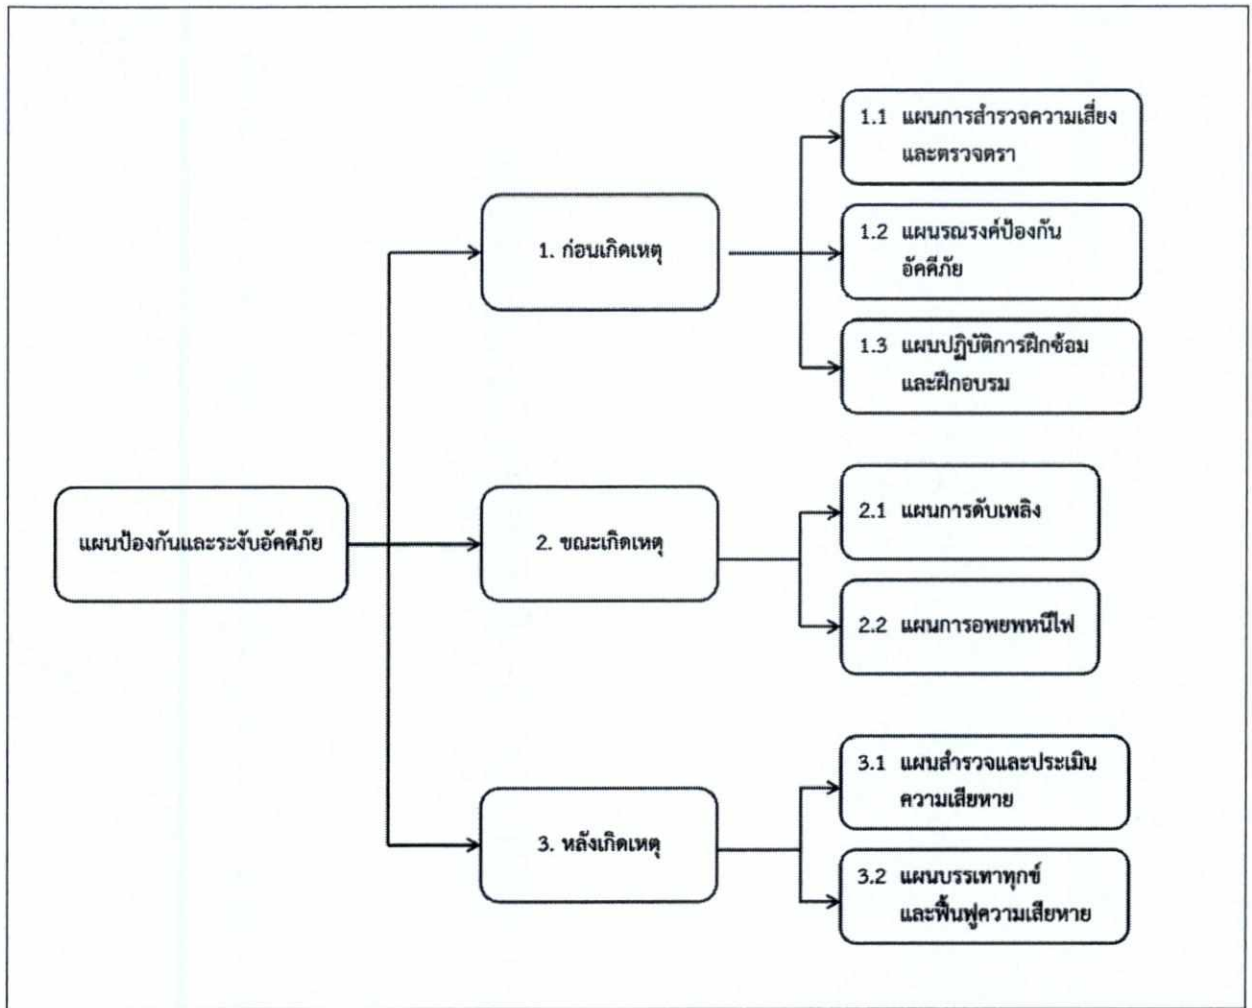 แผนป้องกันและระงับอัคคีภัย
1. ก่อนเกิดเหตุ
1.1 แผนการสำรวจความเสี่ยง
และตรวจตรา
1.2 แผนรณรงค์ป้องกัน
อัคคีภัย
1.3 แผนปฏิบัติการฝึกซ้อม
และฝึกอบรม
2. ขณะเกิดเหตุ
2.1 แผนการดับเพลิง
2.2 แผนการอพยพหนีไฟ
3. หลังเกิดเหตุ
3.1 แผนสำรวจและประเมิน
ความเสียหาย
3.2 แผนบรรเทาทุกข์
และฟื้นฟูความเสียหาย